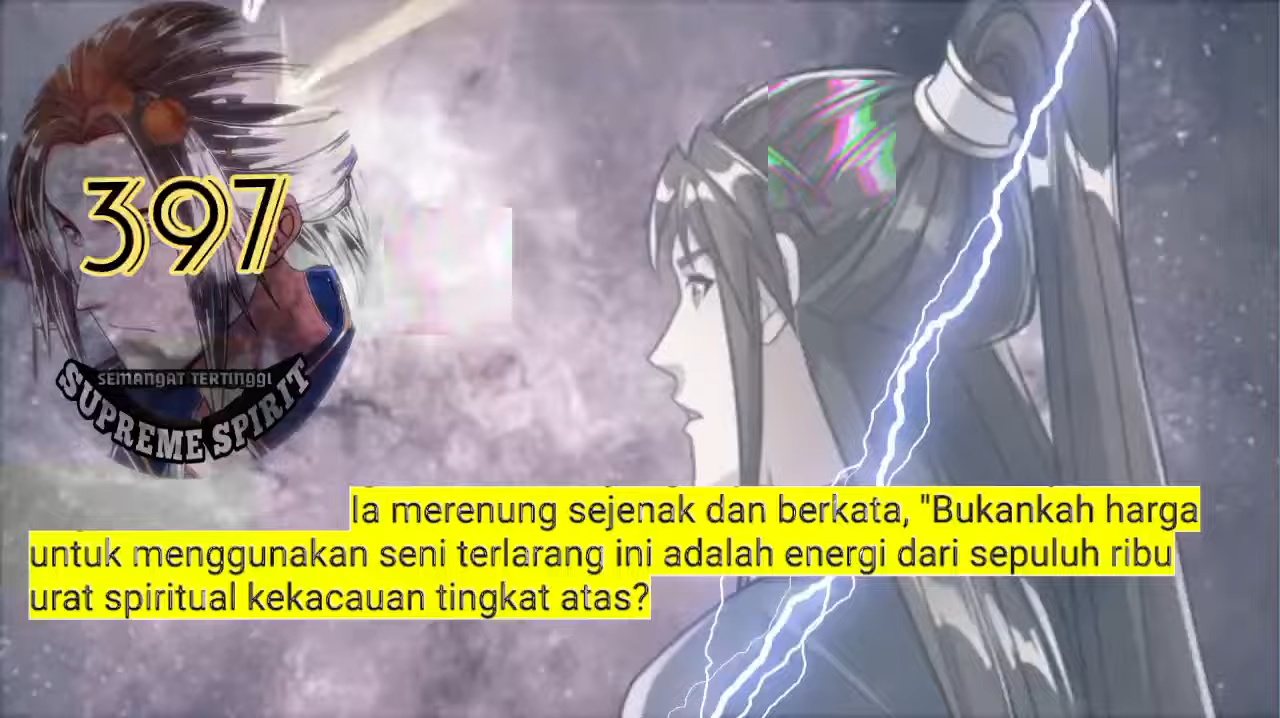 397
SEMANGAT TERTINGGI
SUPREME SPIRIT
Ia merenung sejenak dan berkata, "Bukankah harga
untuk menggunakan seni terlarang ini adalah energi dari sepuluh ribu
urat spiritual kekacauan tingkat atas?